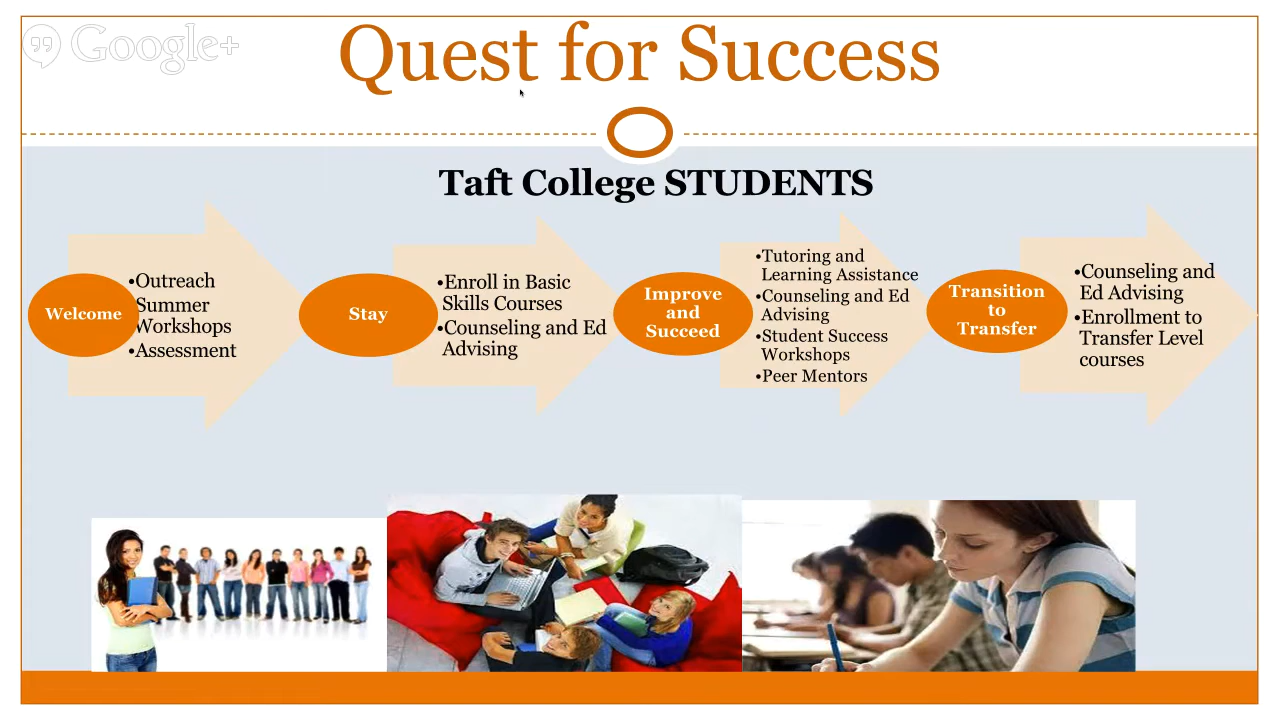 Google+
Quest for Success
Taft College STUDENTS
Welcome
•Outreach
Summer
Workshops
•Assessment
Stay
•Enroll in Basic
Skills Courses
•Counseling and Ed
Advising
Improve
and
Succeed
•Tutoring and
Learning Assistance
•Counseling and Ed
Advising
•Student Success
Workshops
•Peer Mentors
Transition
to
Transfer
•Counseling and
Ed Advising
•Enrollment to
Transfer Level
courses